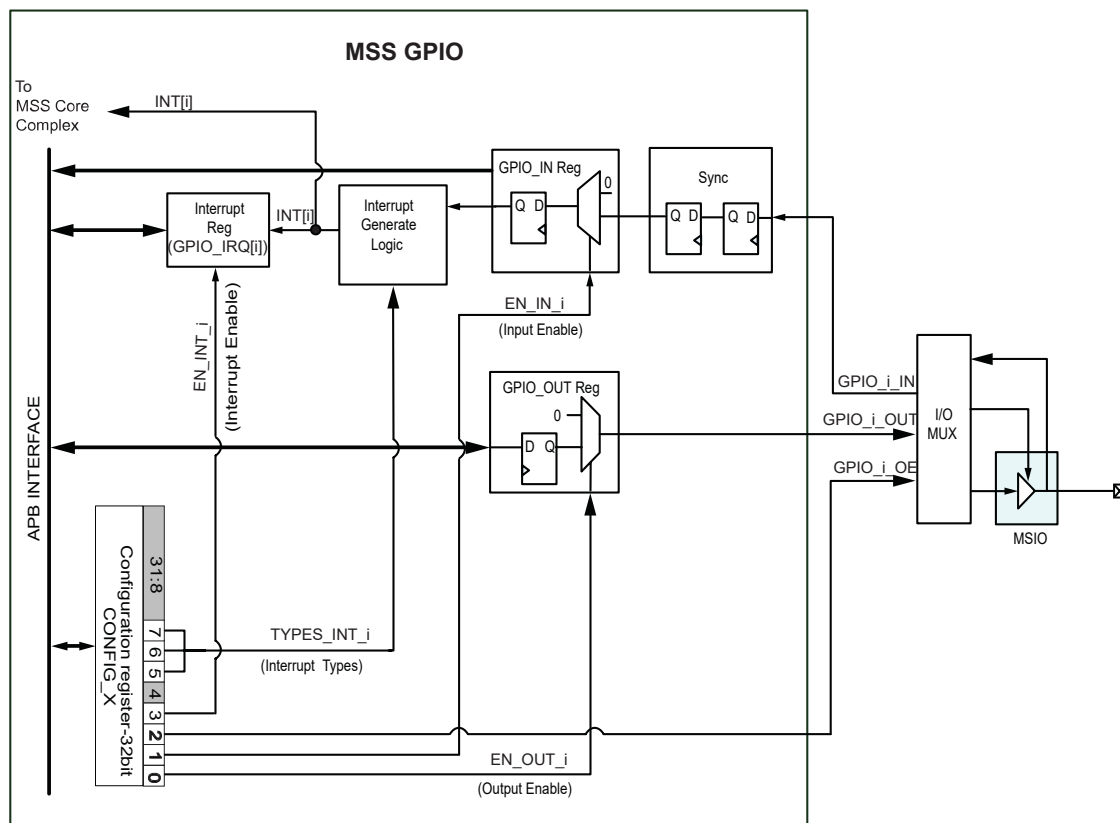 MSS GPIO
To
MSS Core
Complex
INT[i]
GPIO_IN Reg
0
Q D
Sync
Q D
Q D
Interrupt
Reg
(GPIO_IRQ[i])
INT[i]
Interrupt
Generate
Logic
EN_IN_i
(Input Enable)
EN_INT_i
(Interrupt Enable)
GPIO_OUT Reg
0
D Q
GPIO_i_IN
GPIO_i_OUT
GPIO_i_OE
I/O
MUX
MSIO
APB INTERFACE
Configuration register-32bit
CONFIG_X
31:8
7
6
5
4
3
2
1
0
TYPES_INT_i
(Interrupt Types)
EN_OUT_i
(Output Enable)